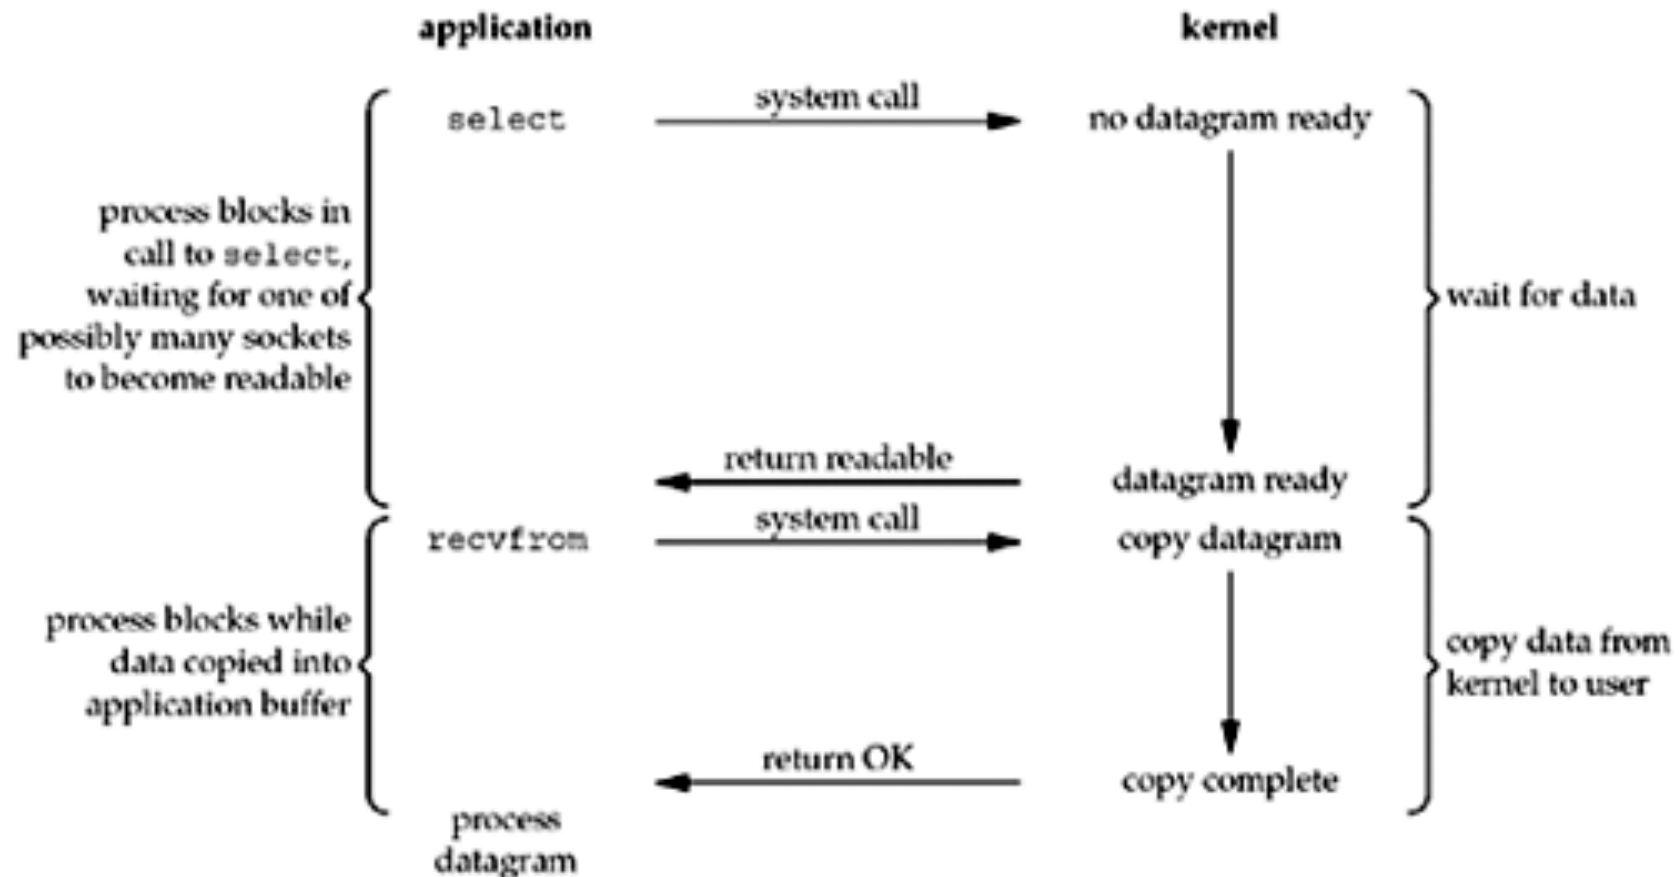 application
kernel
select
system call
no datagram ready
process blocks in
call to select,
waiting for one of
possibly many sockets
to become readable
wait for data
return readable
datagram ready
recvfrom
system call
copy datagram
process blocks while
data copied into
application buffer
copy data from
kernel to user
return OK
copy complete
process
datagram